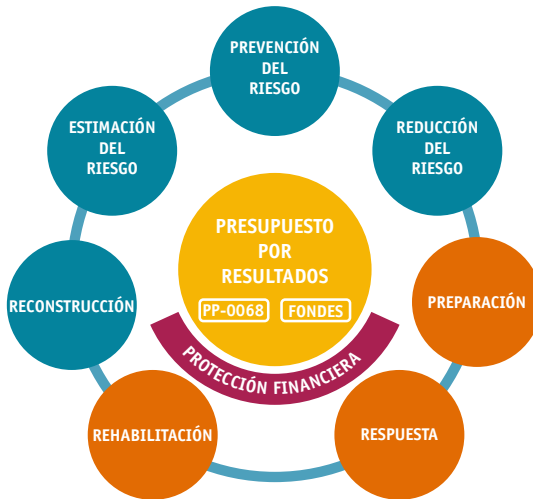 PREVENCIÓN
DEL
RIESGO
ESTIMACIÓN
DEL
RIESGO
REDUCCIÓN
DEL
RIESGO
PRESUPUESTO
POR
RESULTADOS
PP-0068 FONDES
RECONSTRUCCIÓN
PREPARACIÓN
PROTECCIÓN FINANCIERA
REHABILITACIÓN
RESPUESTA